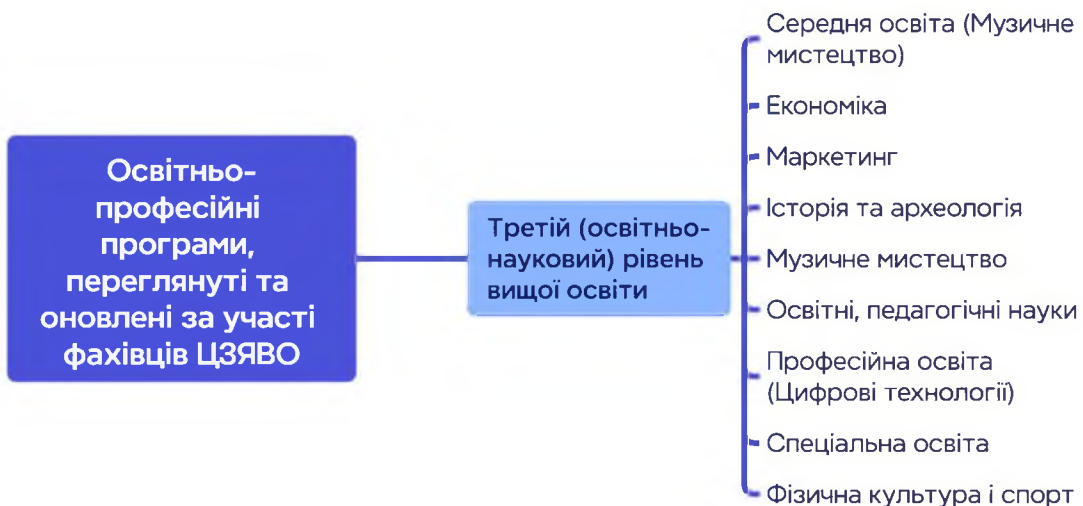 Освітньо-
професійні
програми,
переглянуті та
оновлені за участі
фахівців ЦЗЯВО
Третій (освітньо-
науковий) рівень
вищої освіти
Середня освіта (Музичне
мистецтво)
Економіка
Маркетинг
Історія та археологія
Музичне мистецтво
Освітні, педагогічні науки
Професійна освіта
(Цифрові технології)
Спеціальна освіта
Фізична культура і спорт